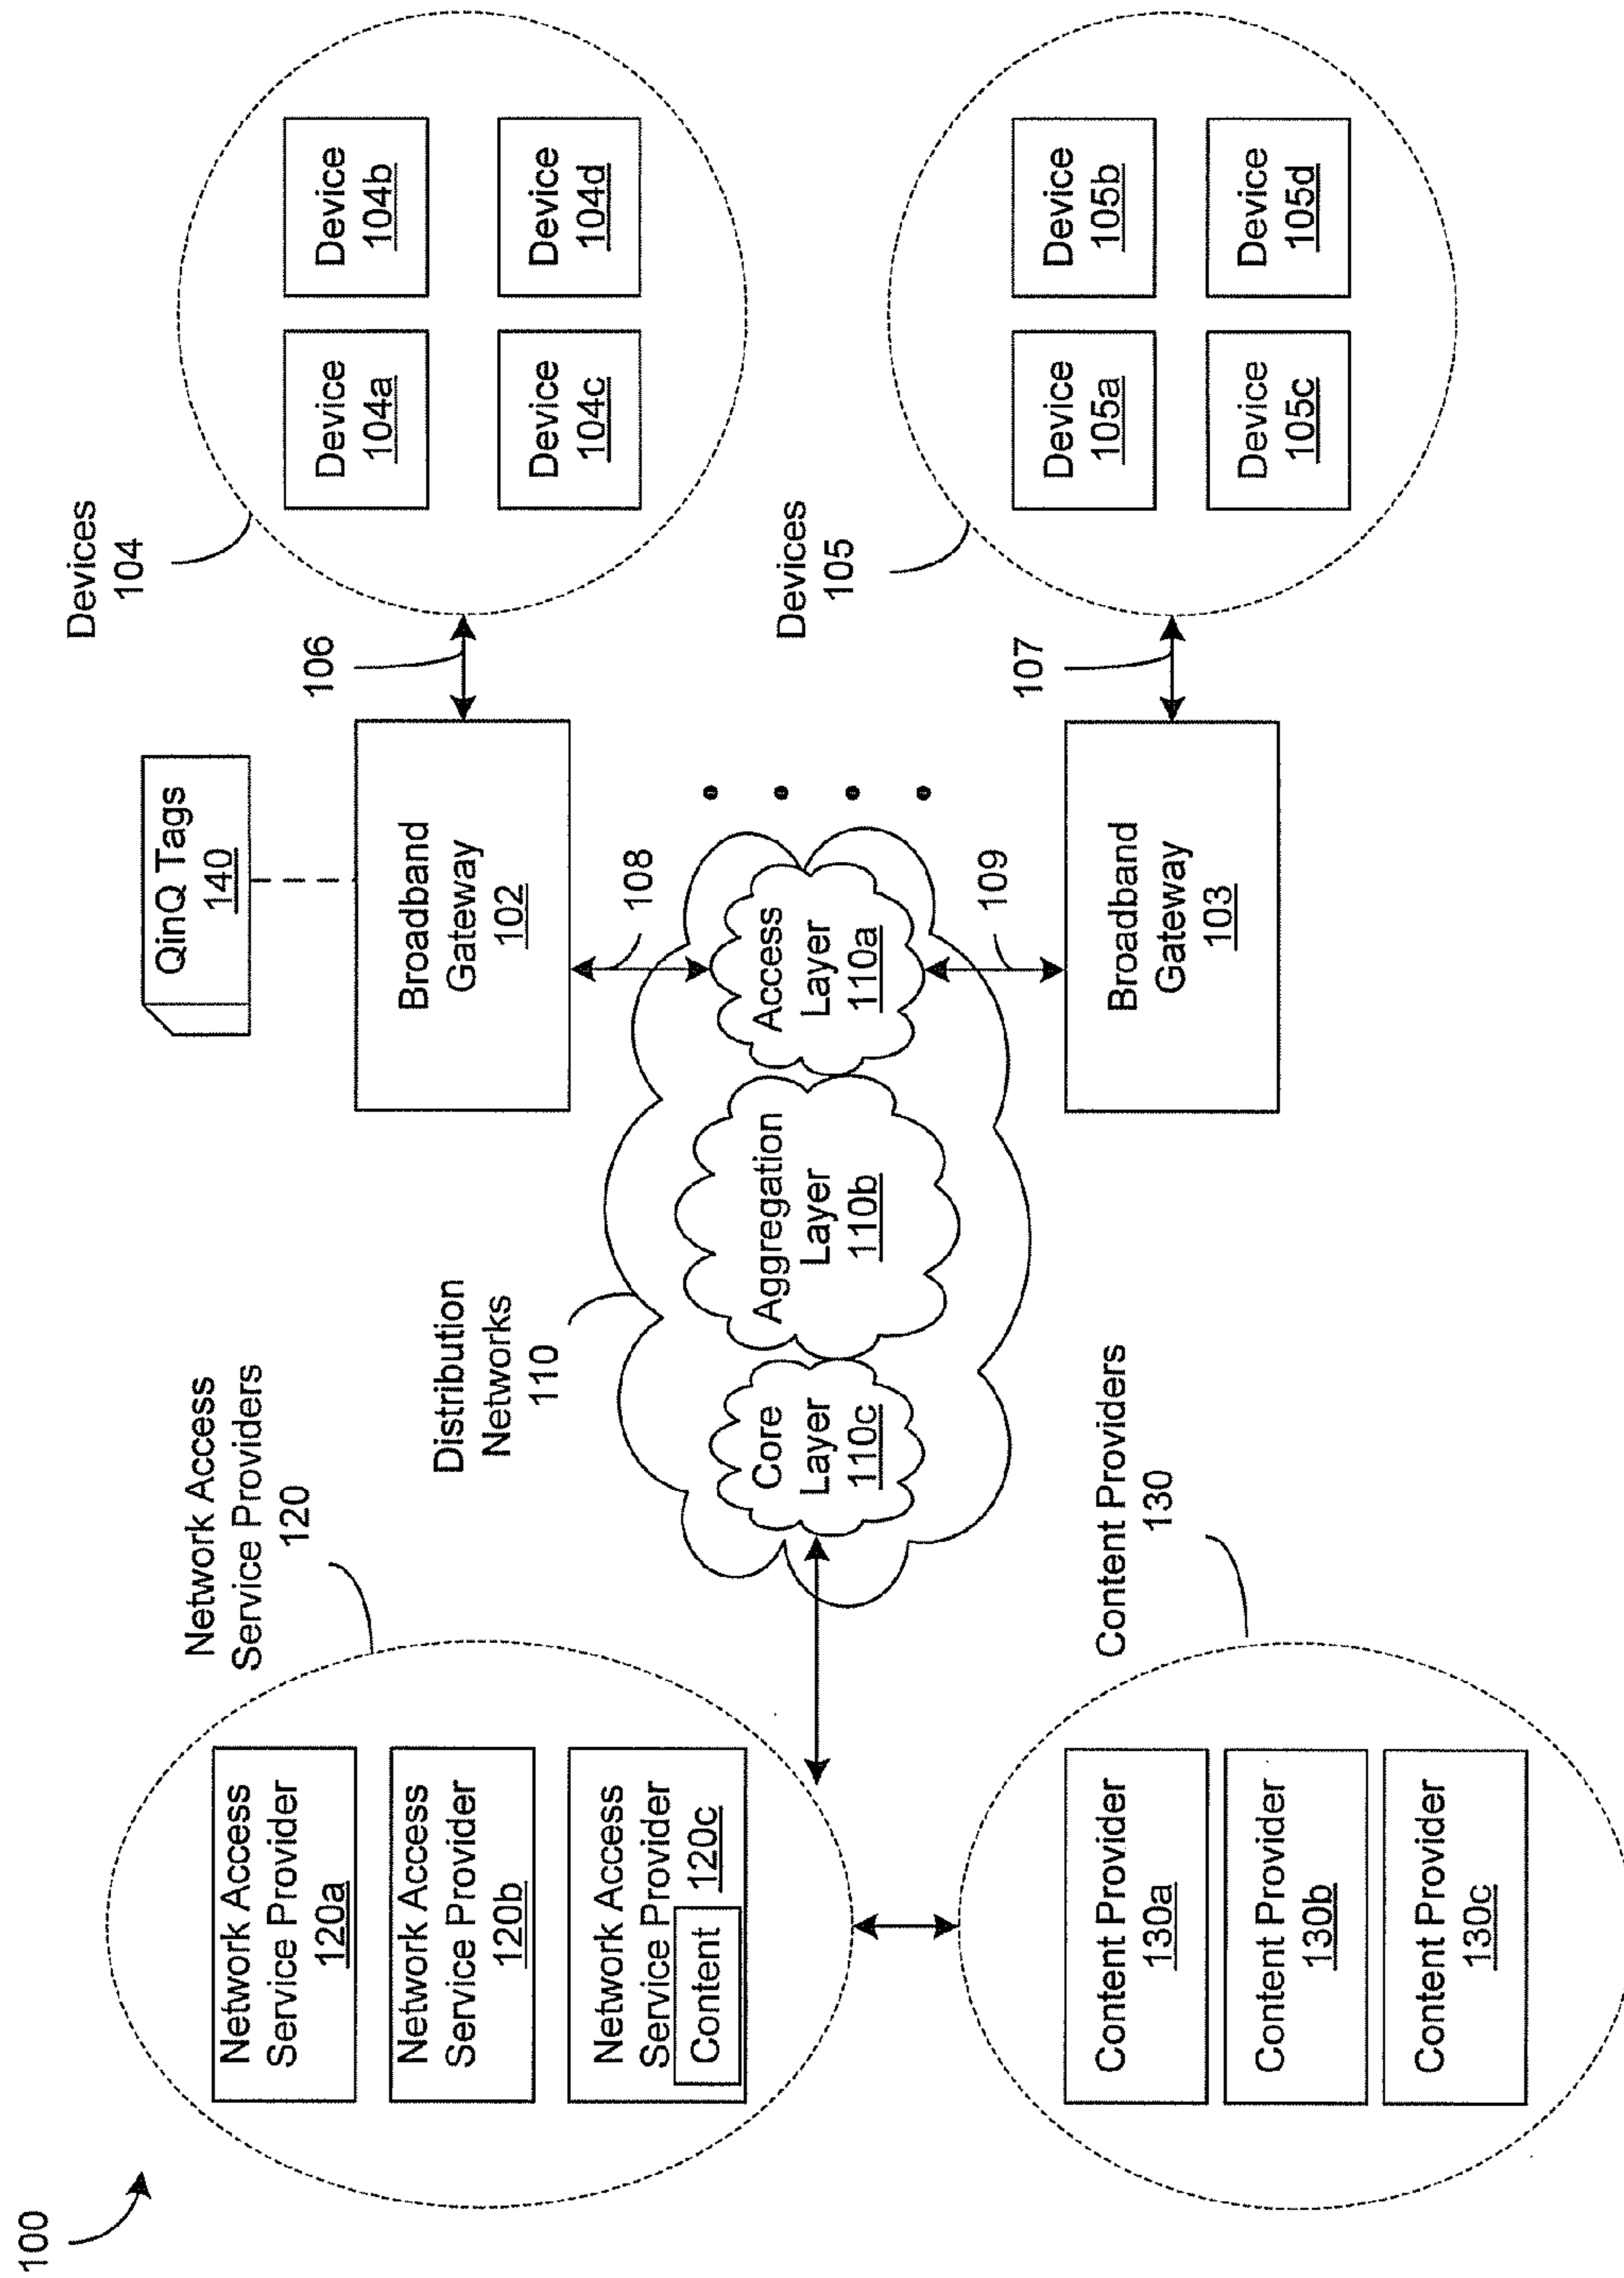 100
Network Access
Service Providers
120
Network Access
Service Provider
120a
Network Access
Service Provider
120b
Network Access
Service Provider
120c
Content
Content Providers
130
Content Provider
130a
Content Provider
130b
Content Provider
130c
Distribution
Networks
110
Core
Layer
110c
Aggregation
Layer
110b
Access
Layer
110a
108
109
QinQ Tags
140
Broadband
Gateway
102
Broadband
Gateway
103
106
107
Devices
104
Device
104a
Device
104b
Device
104c
Device
104d
Devices
105
Device
105a
Device
105b
Device
105c
Device
105d